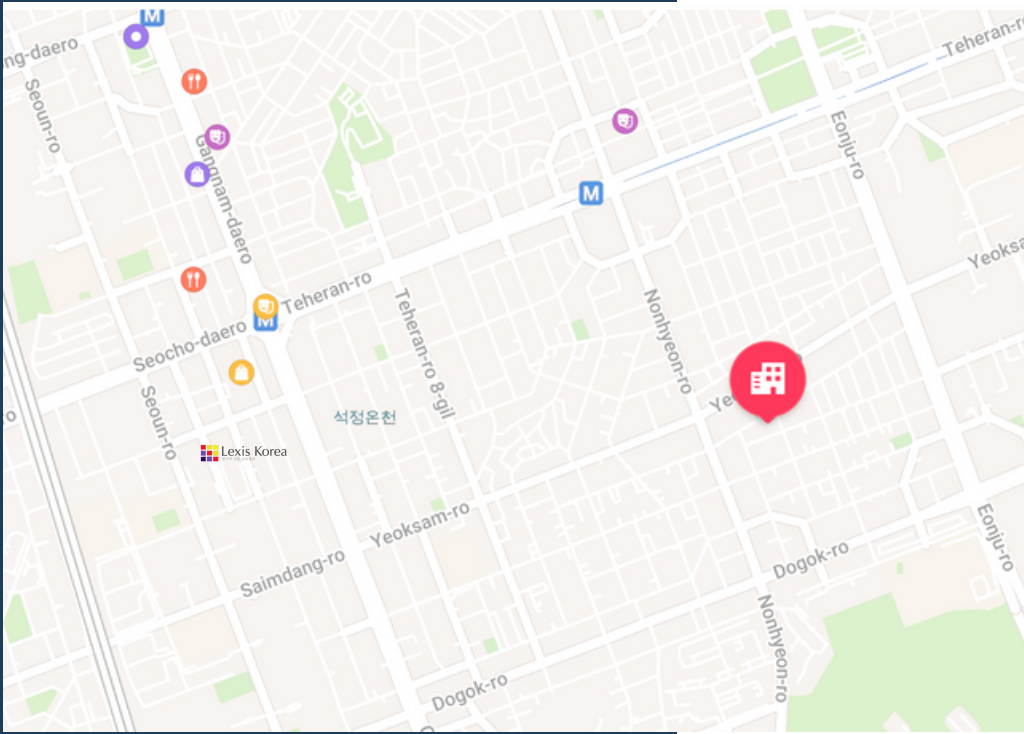 M
ng-daero
Teheran-ro
Seoun-ro
Eonju-ro
Gangnam-daero
M
Yeoksa
Teheran-ro
Teheran-ro 8-gil
Nonhyeon-ro
M
Seocho-daero
Seoun-ro
석정온천
Ye
ro
Lexis Korea
Yeoksam-ro
Eonju-ro
Saimdang-ro
Dogok-ro
Nonhyeon-ro
Dogok-ro